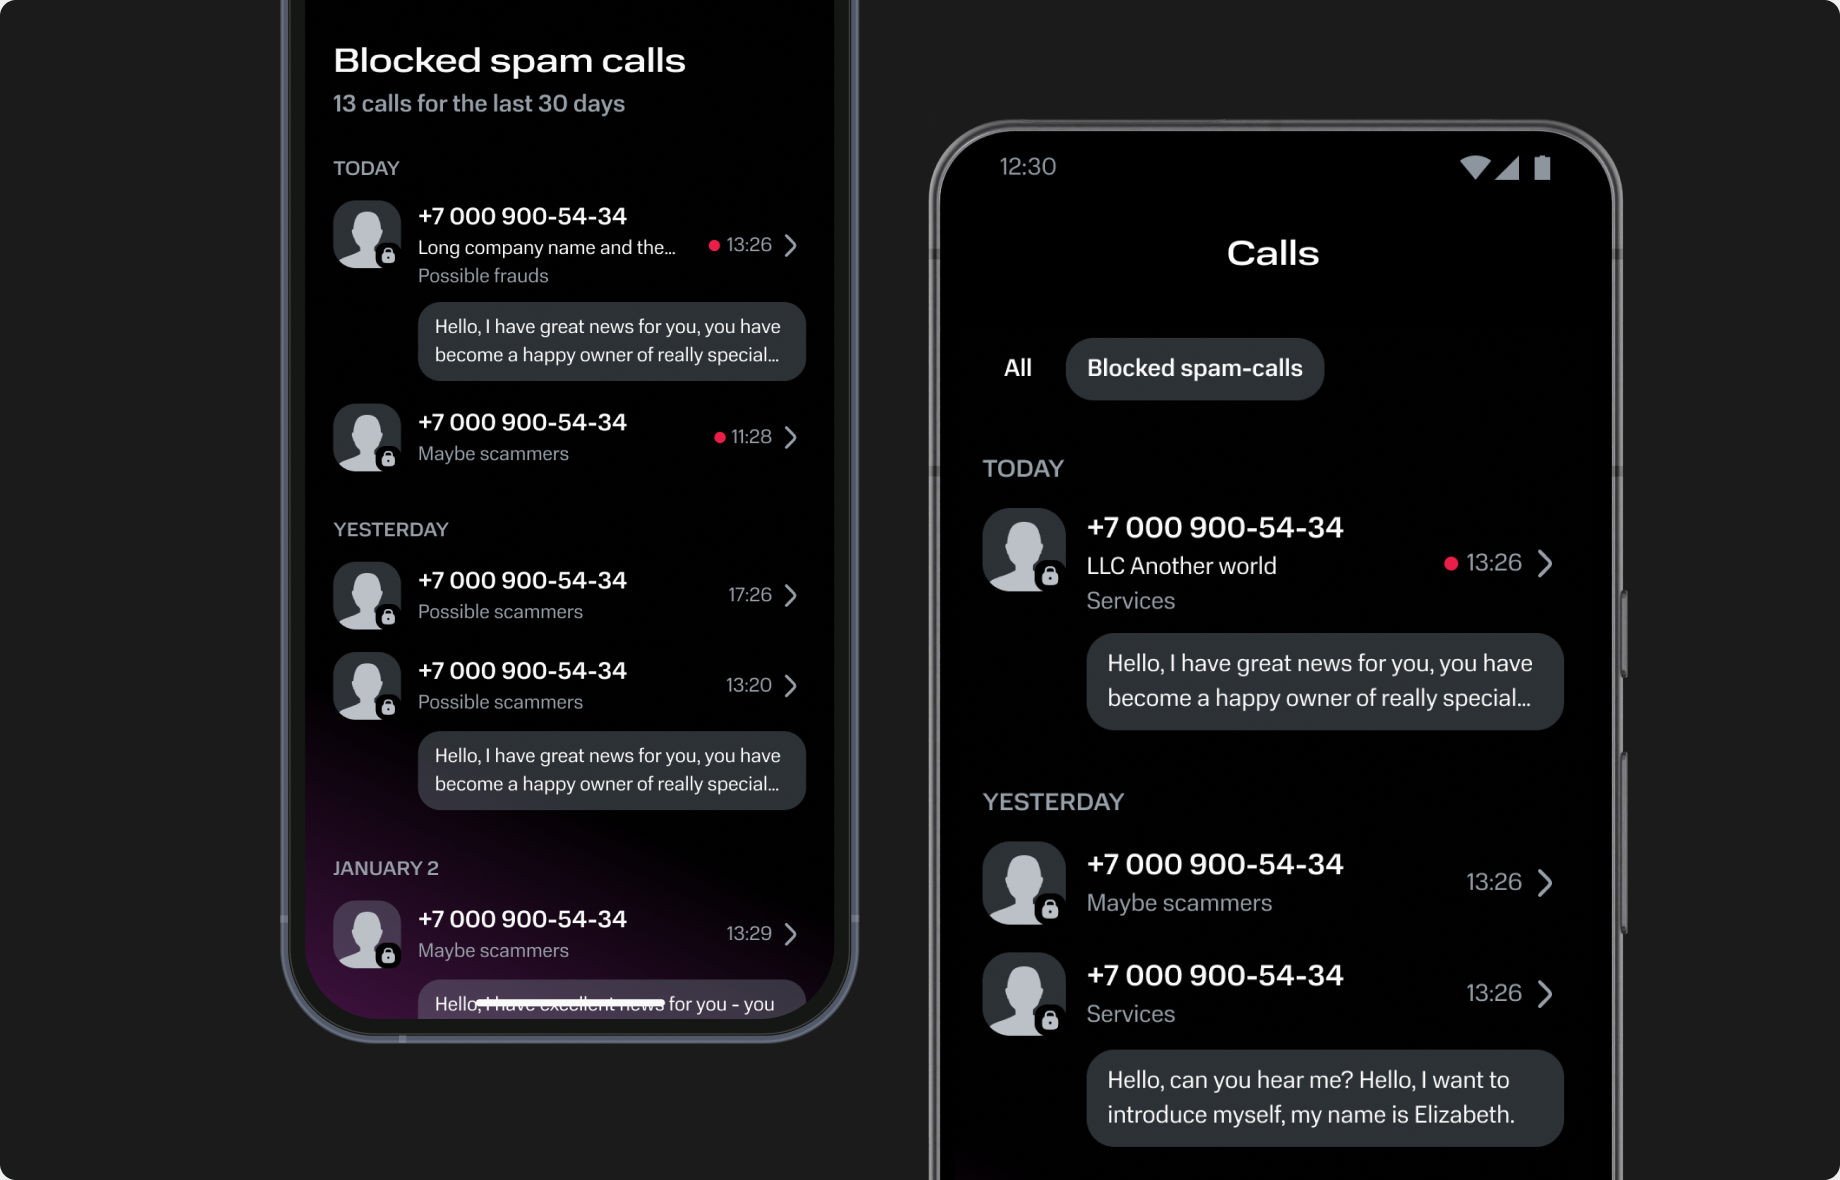 Blocked spam calls
13 calls for the last 30 days
TODAY
+7 000 900-54-34
Long company name and the...
Possible frauds
13:26
Hello, I have great news for you, you have
become a happy owner of really special...
+7 000 900-54-34
Maybe scammers
11:28
YESTERDAY
+7 000 900-54-34
Possible scammers
17:26
+7 000 900-54-34
Possible scammers
13:20
Hello, I have great news for you, you have
become a happy owner of really special...
JANUARY 2
+7 000 900-54-34
Maybe scammers
13:29
Hello, I have excellent news for you - you
12:30
Calls
All
Blocked spam-calls
TODAY
+7 000 900-54-34
LLC Another world
Services
13:26
Hello, I have great news for you, you have
become a happy owner of really special...
YESTERDAY
+7 000 900-54-34
Maybe scammers
13:26
+7 000 900-54-34
Services
13:26
Hello, can you hear me? Hello, I want to
introduce myself, my name is Elizabeth.